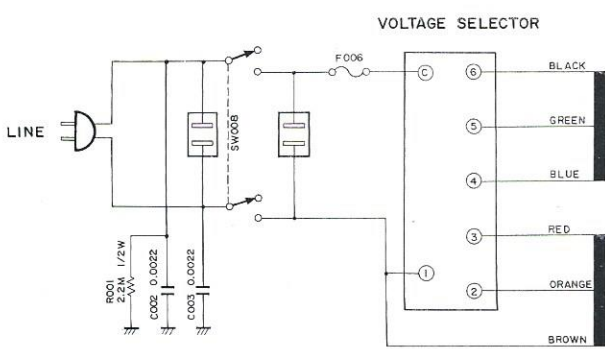 VOLTAGE SELECTOR
F006
C
6
BLACK
5
GREEN
LINE
SW008
4
BLUE
3
RED
1
2
ORANGE
BROWN
R001
2.2M 1/2W
C002 0.0022
C003 0.0022